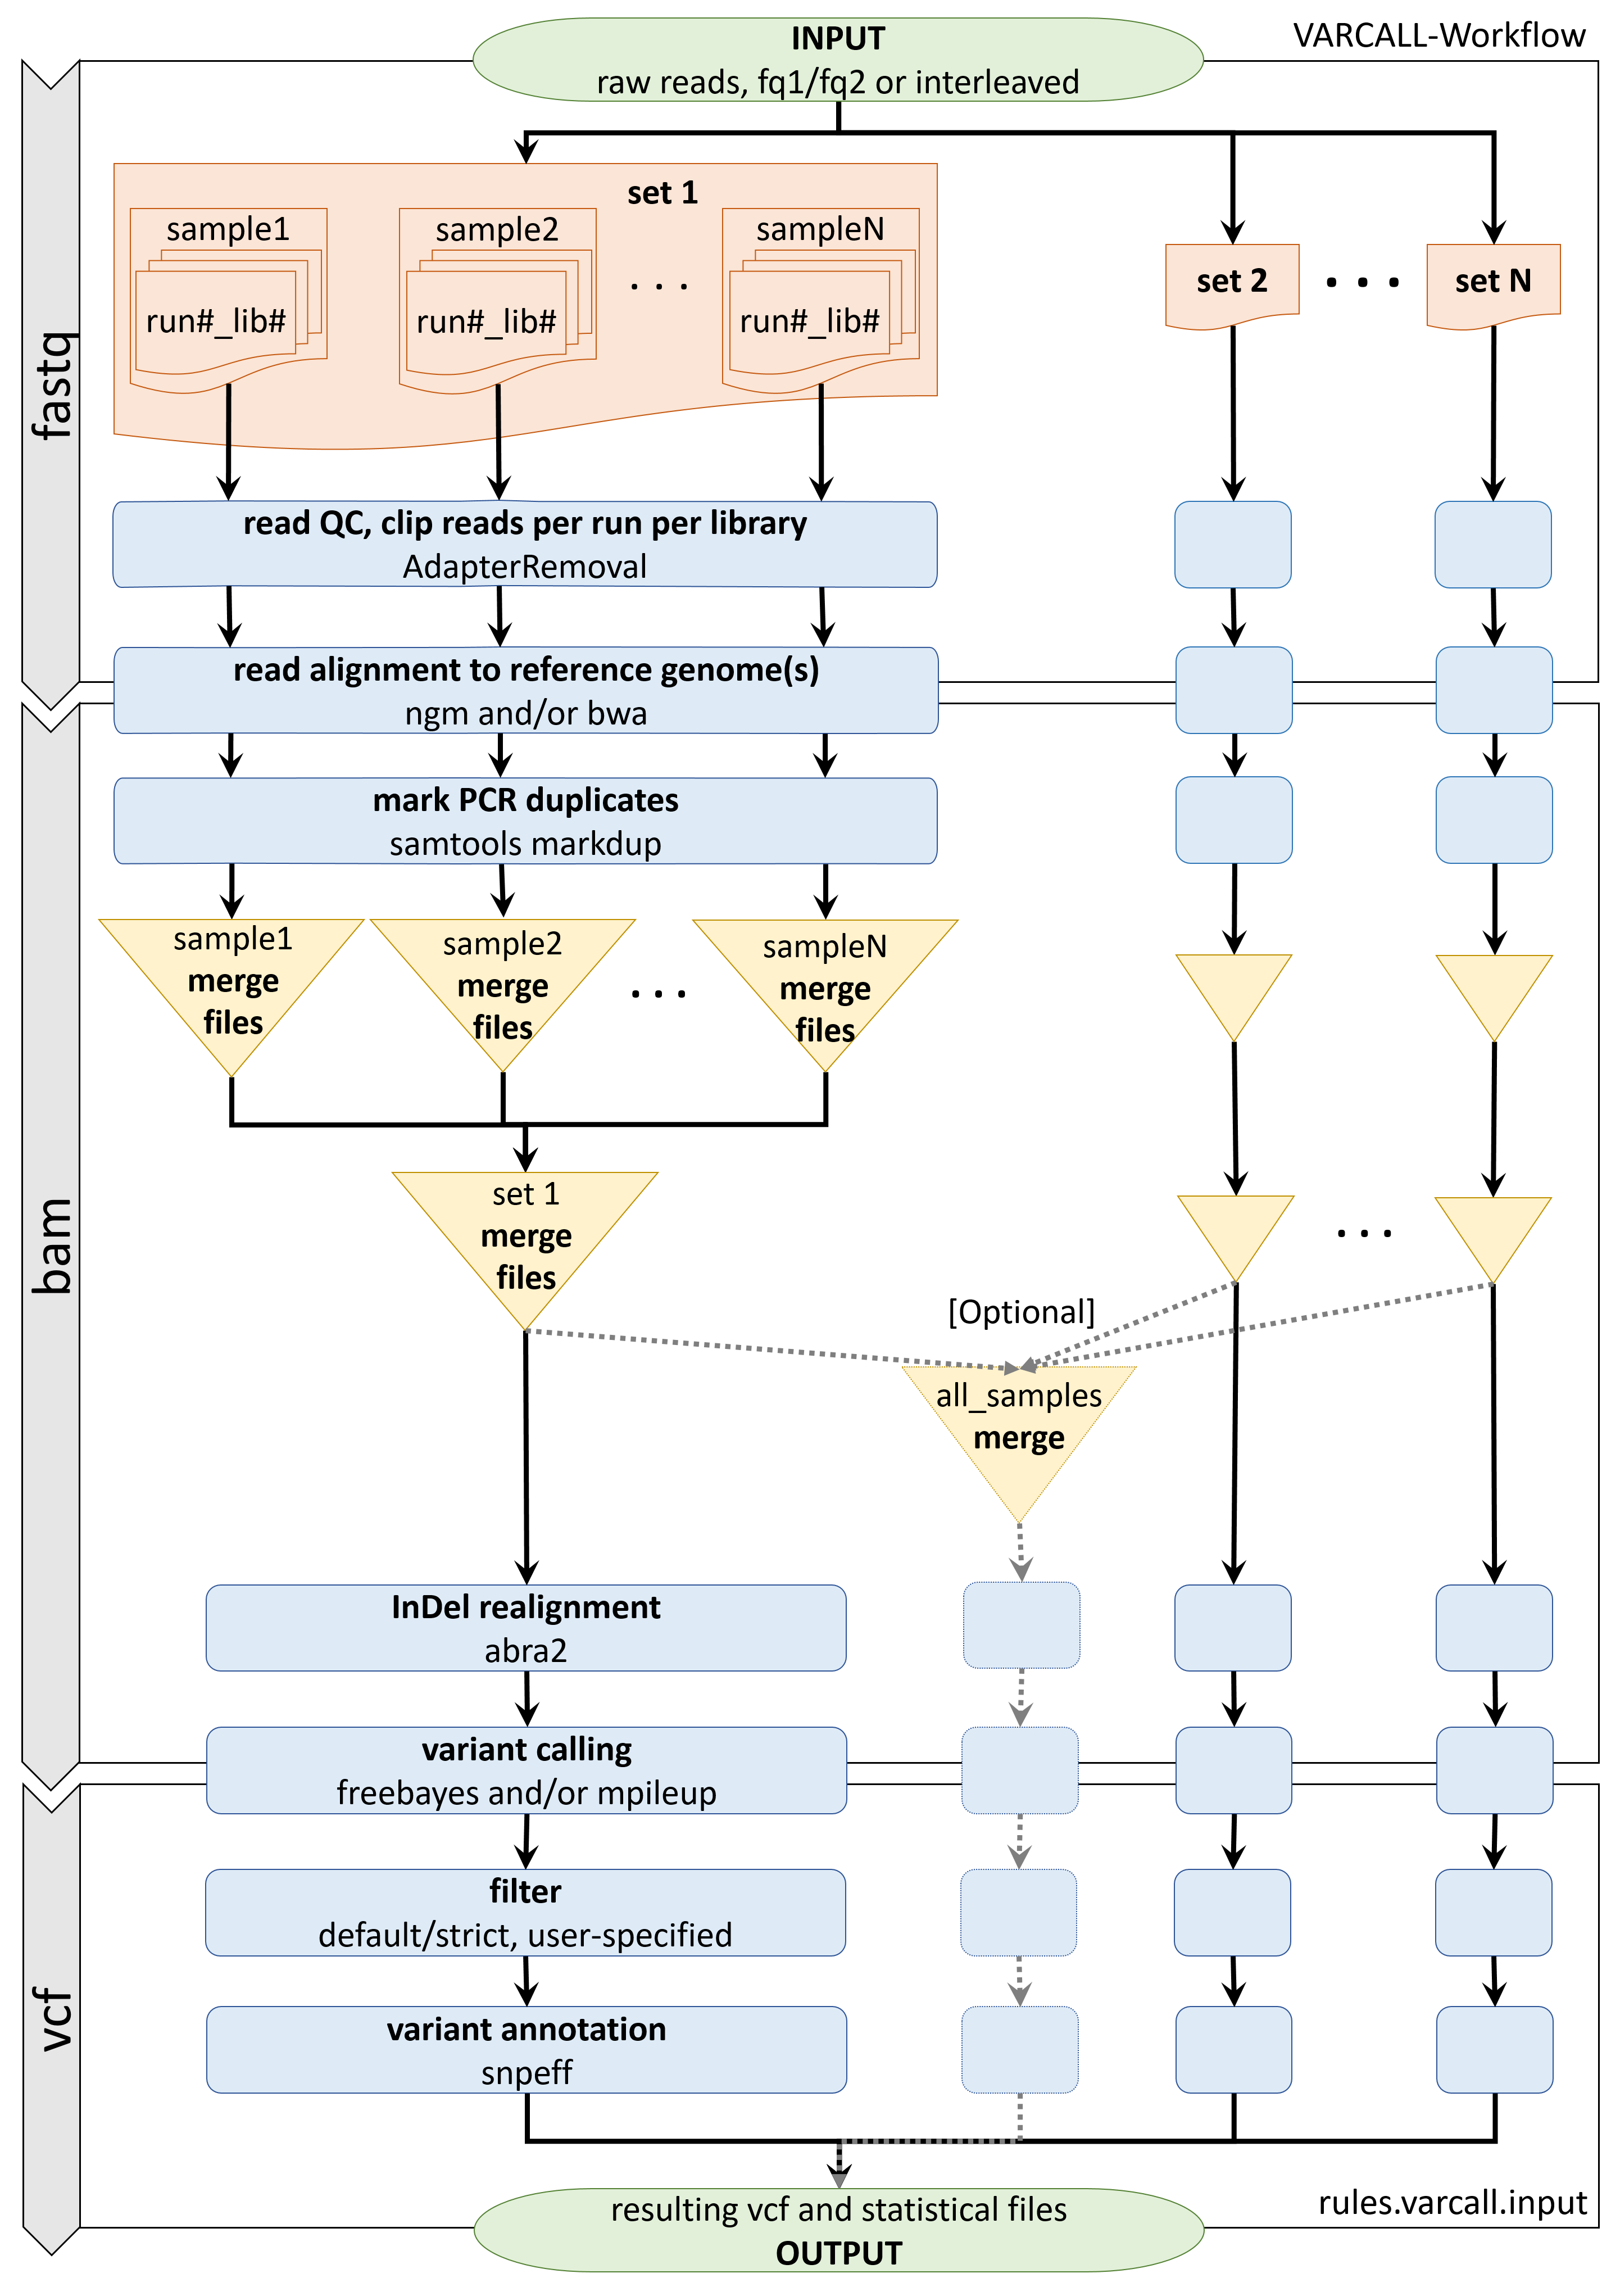 VARCALL-Workflow
INPUT
raw reads, fq1/fq2 or interleaved
fastq
set 1
sample1
run#_lib#
sample2
run#_lib#
. . .
sampleN
run#_lib#
set 2
. . .
set N
read QC, clip reads per run per library
AdapterRemoval
read alignment to reference genome(s)
ngm and/or bwa
bam
mark PCR duplicates
samtools markdup
sample1
merge
files
sample2
merge
files
. . .
sampleN
merge
files
set 1
merge
files
. . .
[Optional]
all_samples
merge
InDel realignment
abra2
variant calling
freebayes and/or mpileup
vcf
filter
default/strict, user-specified
variant annotation
snpeff
resulting vcf and statistical files
OUTPUT
rules.varcall.input